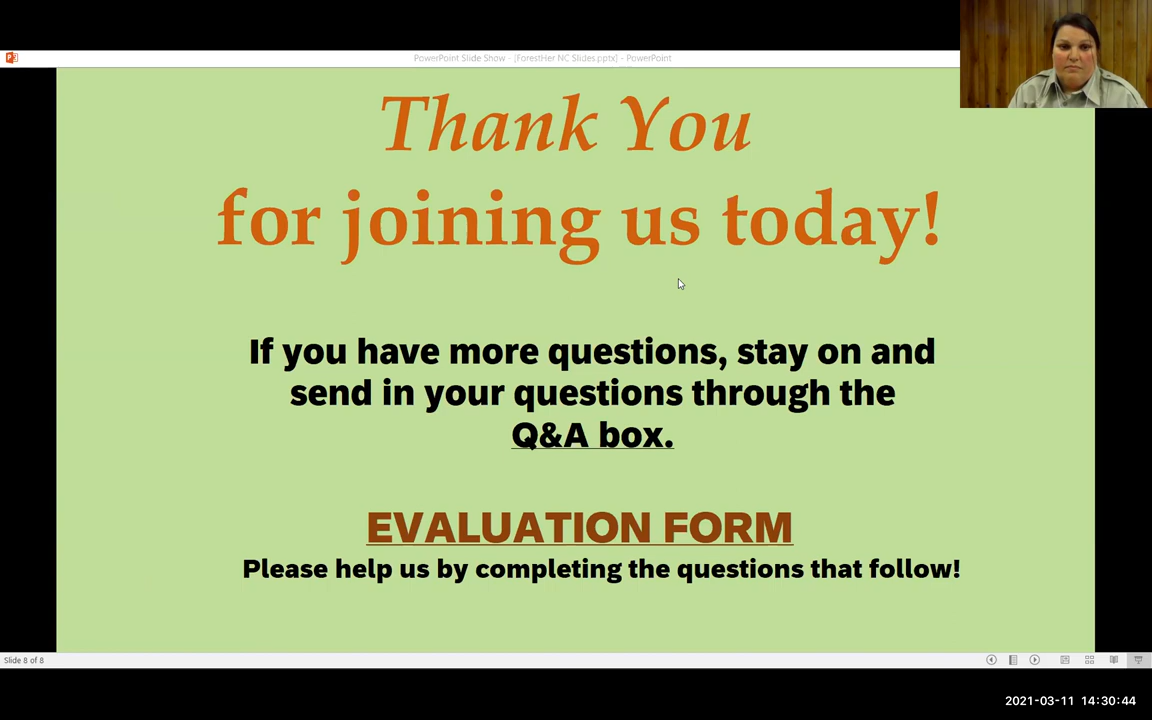 PowerPoint Slide Show - [ForestHer NC Slides.pptx] - PowerPoint
Thank You
for joining us today!
If you have more questions, stay on and
send in your questions through the
Q&A box.
EVALUATION FORM
Please help us by completing the questions that follow!
Slide 8 of 8
2021-03-11 14:30:44